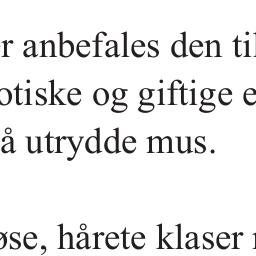 r anbefales den til
otiske og giftige e
å utrydde mus.
øse, hårete klaser